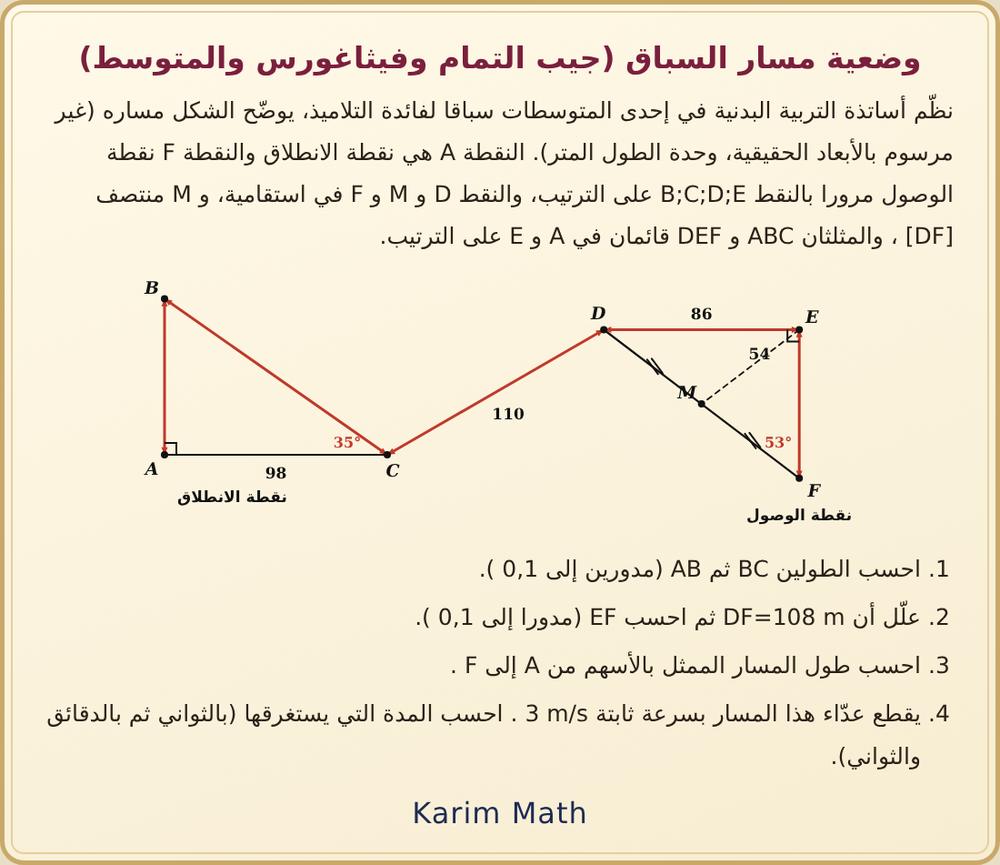 وضعية مسار السباق (جيب التمام وفيثاغورس والمتوسط)
نظّم أساتذة التربية البدنية في إحدى المتوسطات سباقا لفائدة التلاميذ، يوضّح الشكل مساره (غير
مرسوم بالأبعاد الحقيقية، وحدة الطول المتر). النقطة A هي نقطة الانطلاق والنقطة F نقطة
الوصول مرورا بالنقط B;C;D;E على الترتيب، والنقط D و M و F في استقامية، و M منتصف
[DF] ، والمثلثان ABC و DEF قائمان في A و E على الترتيب.
B
D
86
E
54
M
110
35°
53°
A
98
C
نقطة الانطلاق
F
نقطة الوصول
1. احسب الطولين BC ثم AB (مدورين إلى 0,1 ).
2. علّل أن DF=108 m ثم احسب EF (مدورا إلى 0,1 ).
3. احسب طول المسار الممثل بالأسهم من A إلى F .
4. يقطع عدّاء هذا المسار بسرعة ثابتة 3 m/s . احسب المدة التي يستغرقها (بالثواني ثم بالدقائق
والثواني).
Karim Math